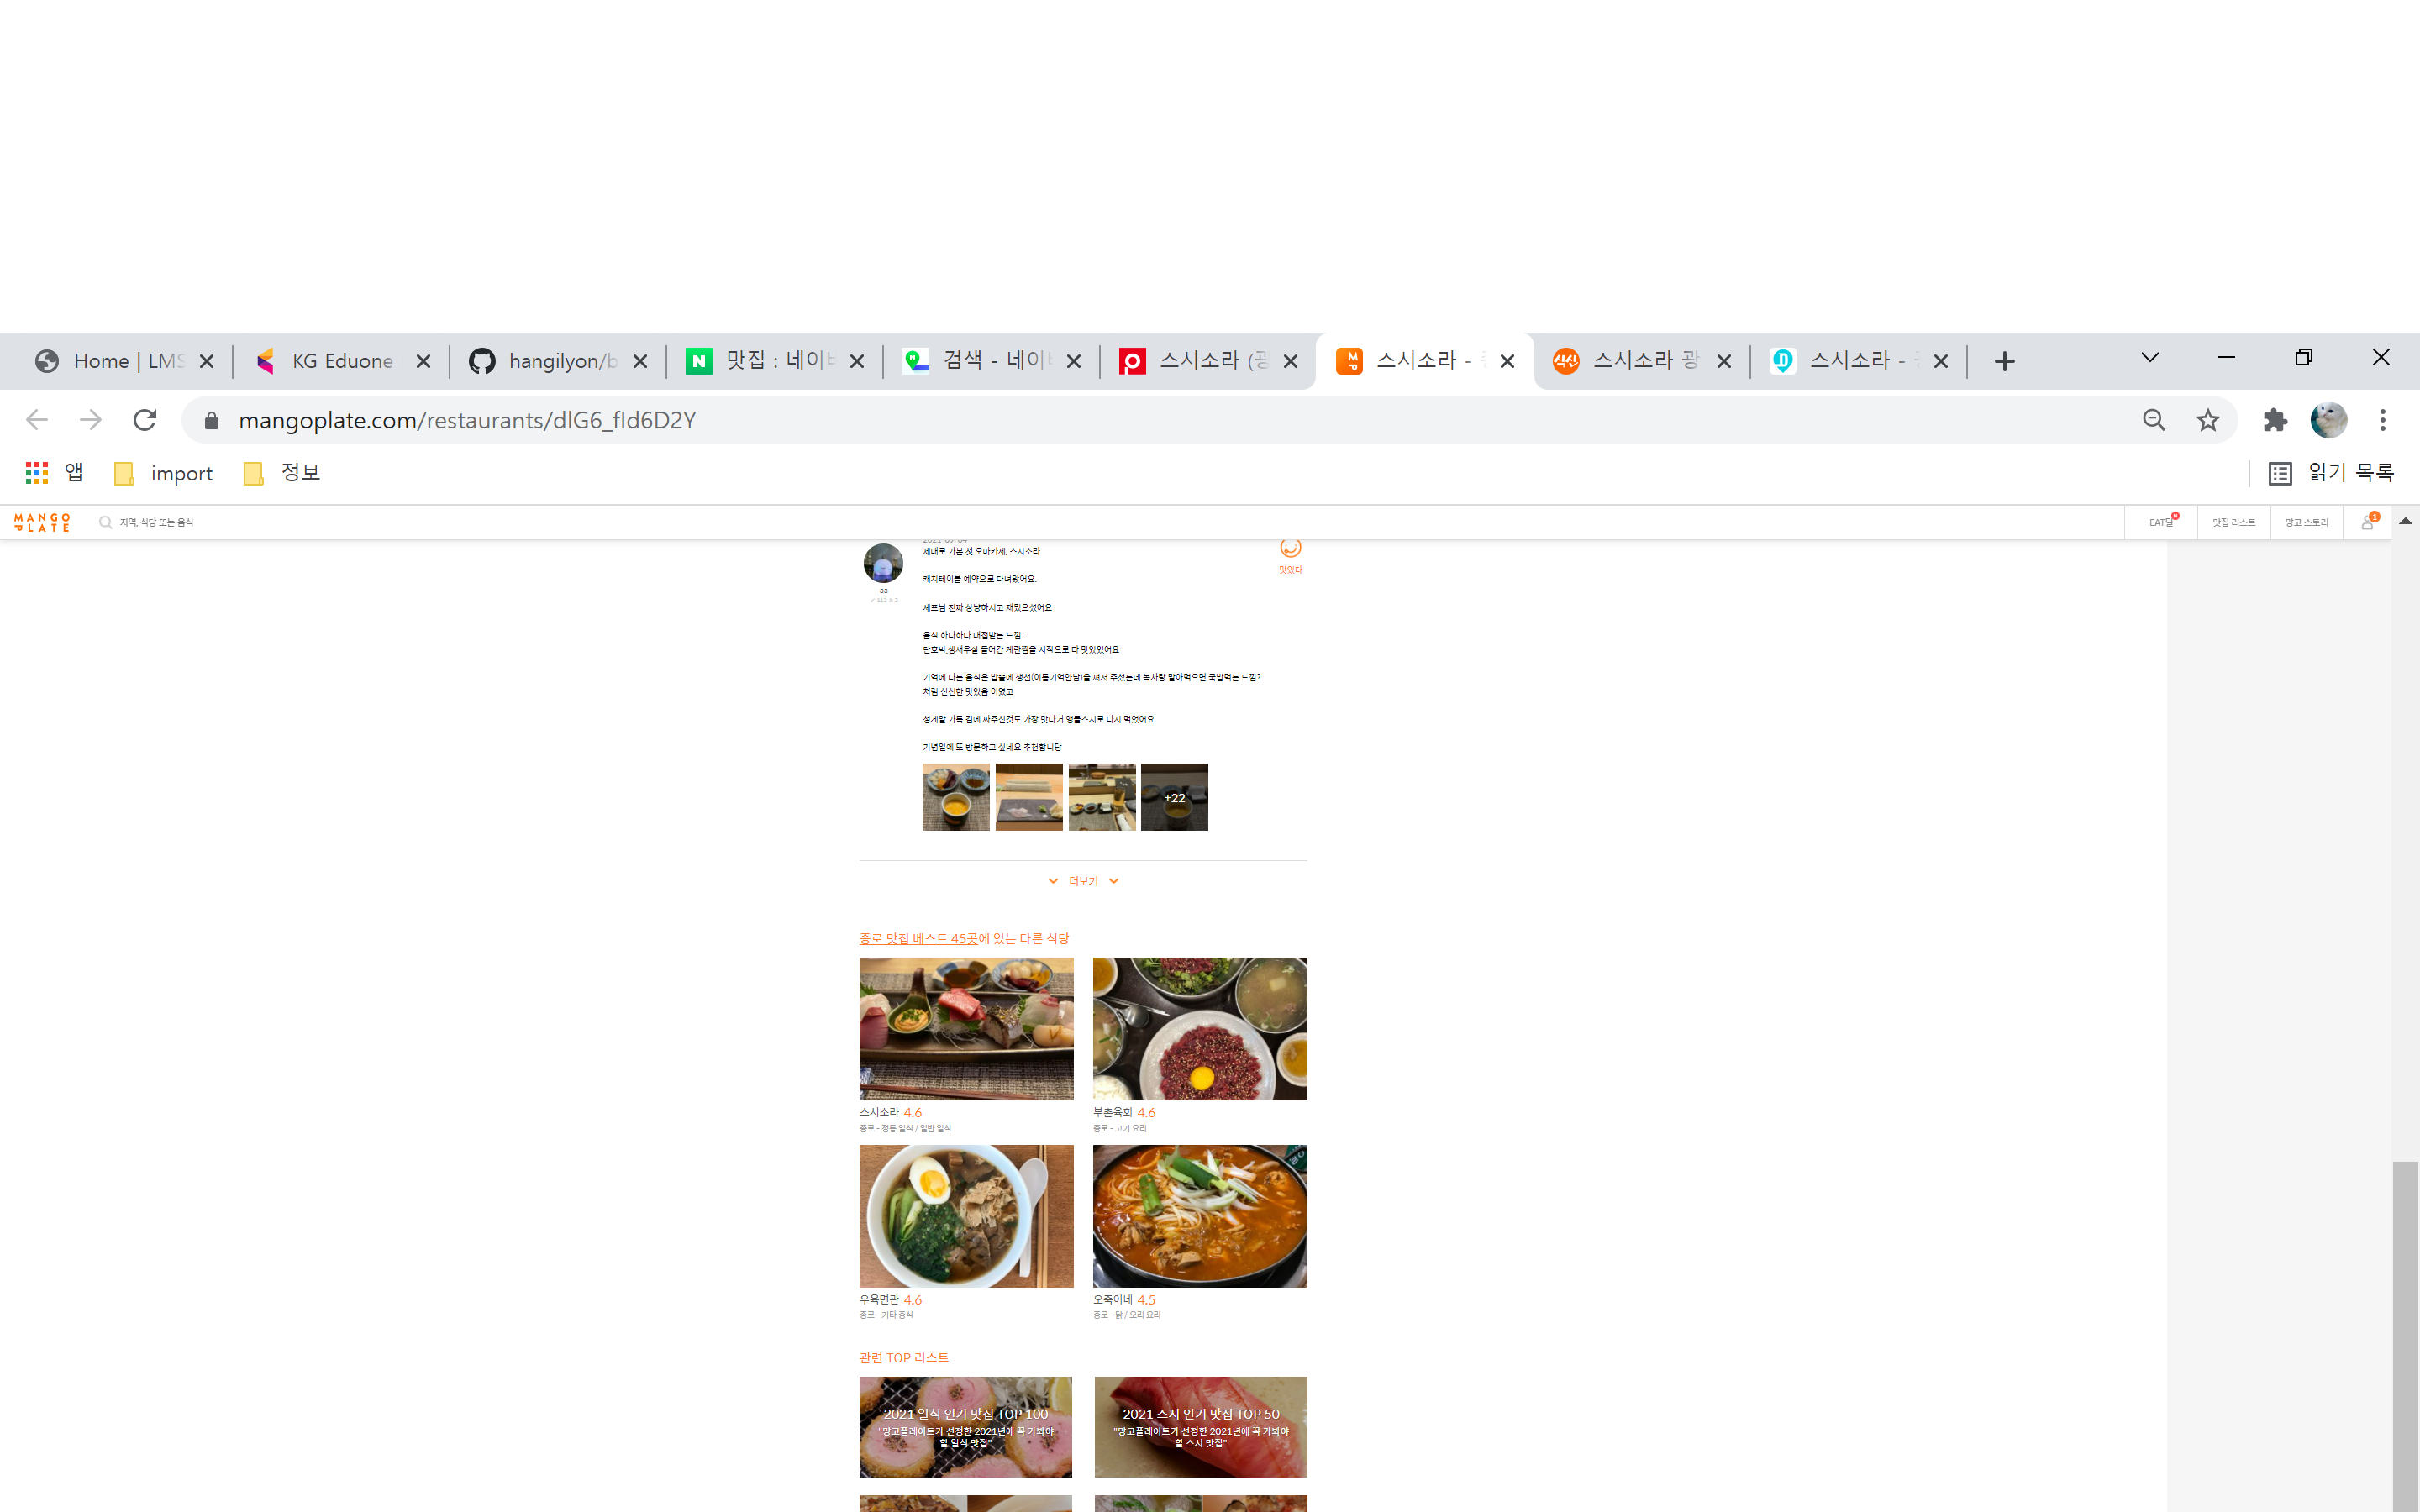 Home | LMS
KG Eduone
hangilyon/b
맛집 : 네이버
검색 - 네이버
스시소라 (광
스시소라 -
스시소라 광
스시소라 -
mangoplate.com/restaurants/dlG6_fId6D2Y
앱
import
정보
읽기 목록
MANGO
PLATE
지역, 식당 또는 음식
EAT딜
N
맛집 리스트
망고 스토리
1
제대로 가본 첫 오마카세, 스시소라
맛있다
캐치테이블 예약으로 다녀왔어요.
aa
112
2
셰프님 진짜 상냥하시고 재밌으셨어요
음식 하나하나 대접받는 느낌..
단호박,생새우살 들어간 계란찜을 시작으로 다 맛있었어요
기억에 나는 음식은 밥솥에 생선(이름기억안남)을 쪄서 주셨는데 녹차랑 말아먹으면 국밥먹는 느낌?
처럼 신선한 맛있음 이였고
성게알 가득 김에 싸주신것도 가장 맛나거 앵콜스시로 다시 먹었어요
기념일에 또 방문하고 싶네요 추천합니당
+22
더보기
종로 맛집 베스트 45곳에 있는 다른 식당
스시소라 4.6
종로 - 정통 일식 / 일반 일식
부촌육회 4.6
종로 - 고기 요리
우육면관 4.6
종로 - 기타 중식
오죽이네 4.5
종로 - 닭 / 오리 요리
관련 TOP 리스트
2021 일식 인기 맛집 TOP 100
"망고플레이트가 선정한 2021년에 꼭 가봐야
할 일식 맛집"
2021 스시 인기 맛집 TOP 50
"망고플레이트가 선정한 2021년에 꼭 가봐야
할 스시 맛집"